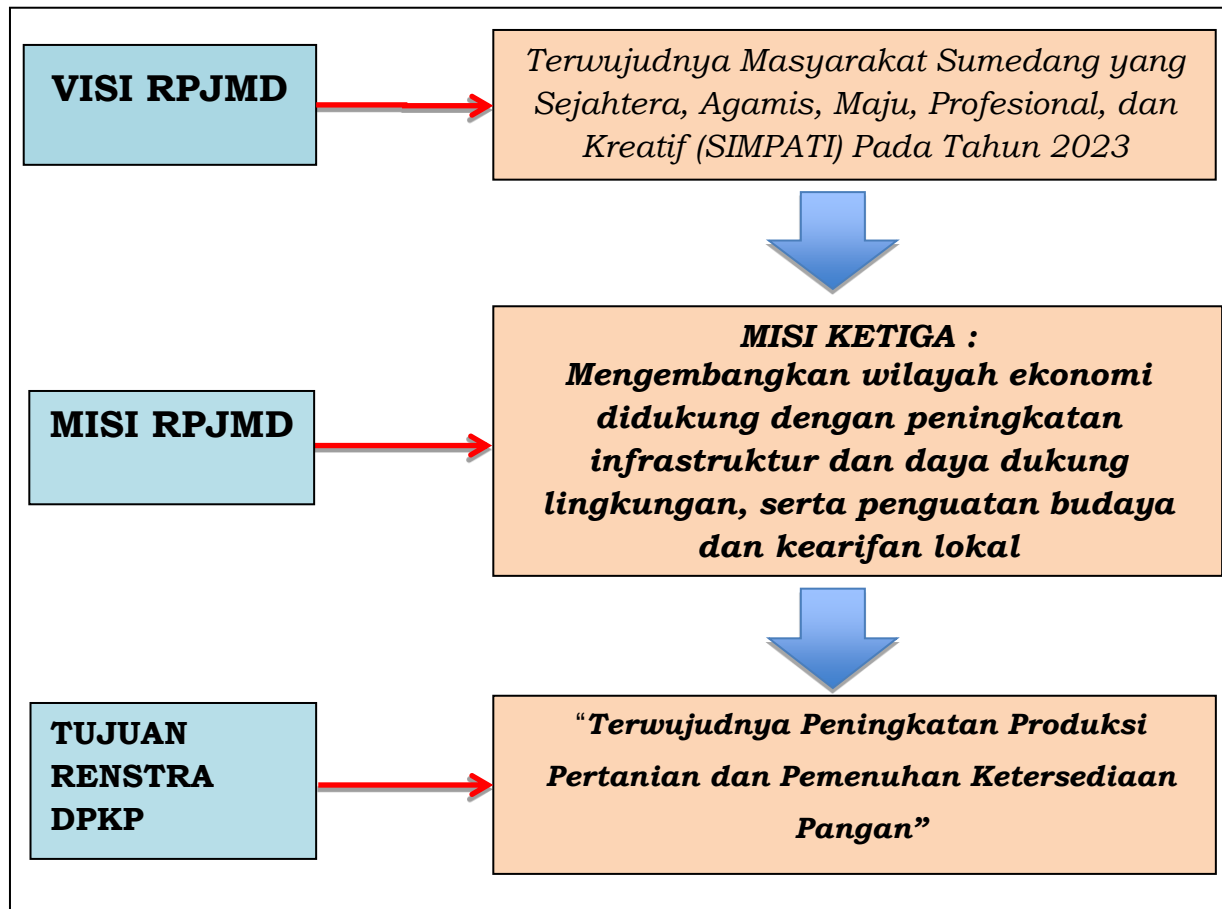 VISI RPJMD
Terwujudnya Masyarakat Sumedang yang
Sejahtera, Agamis, Maju, Profesional, dan
Kreatif (SIMPATI) Pada Tahun 2023
MISI RPJMD
MISI KETIGA :
Mengembangkan wilayah ekonomi
didukung dengan peningkatan
infrastruktur dan daya dukung
lingkungan, serta penguatan budaya
dan kearifan lokal
TUJUAN
RENSTRA
DPKP
“Terwujudnya Peningkatan Produksi
Pertanian dan Pemenuhan Ketersediaan
Pangan”